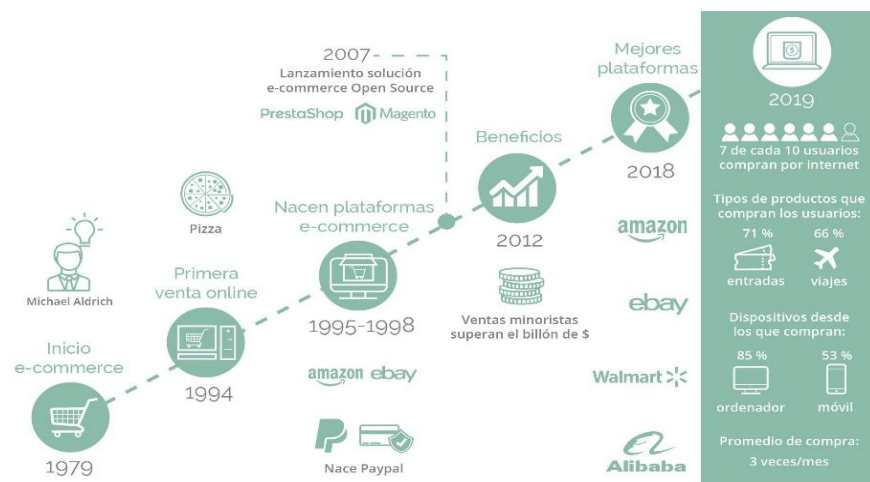 Michael Aldrich
Inicio
e-commerce
1979
Pizza
Primera
venta online
1994
Nacen plataformas
e-commerce
1995-1998
amazon ebay
Nace Paypal
2007
Lanzamiento solución
e-commerce Open Source
PrestaShop Magento
Beneficios
2012
Ventas minoristas
superan el billón de $
Mejores
plataformas
2018
amazon
ebay
Walmart
Alibaba
$
2019
7 de cada 10 usuarios
compran por internet
Tipos de productos que
compran los usuarios:
71 % 66 %
entradas viajes
Dispositivos desde
los que compran:
85 % 53 %
ordenador móvil
Promedio de compra:
3 veces/mes